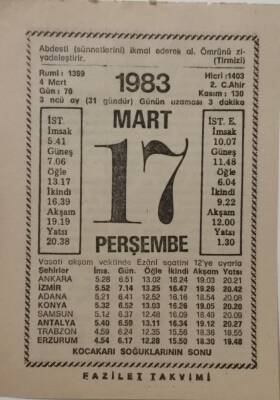 Abdesti (sünnetlerini) ikmal ederek al. Ömrünü zi-
yadeleştirir. (Tirmizi)
Rumi : 1399
4 Mart
Gün : 76
1983
Hicri :1403
2. C.Ahir
Kasım : 130
3 ncü ay (31 gündür) Günün uzaması 3 dakika
MART
17
PERŞEMBE
İST.
İmsak
5.41
Güneş
7.06
Öğle
13.17
İkindi
16.39
Akşam
19.19
Yatsı
20.38
İST. E.
İmsak
10.07
Güneş
11.48
Öğle
6.04
İkindi
9.22
Akşam
12.00
Yatsı
1.30
Vasati akşam vaktinde Ezâni saatini 12'ye ayarla
Şehirler İms. Gün. Öğle İkindi Akşam Yatsı
ANKARA 5.28 6.51 13.02 16.24 19.03 20.21
İZMİR 5.52 7.14 13.25 16.47 19.26 20.42
ADANA 5.21 6.41 12.52 16.16 18.54 20.08
KONYA 5.32 6.52 13.03 16.26 19.05 20.20
SAMSUN 5.12 6.37 12.48 16.09 18.49 20.09
ANTALYA 5.40 6.59 13.11 16.34 19.12 20.27
TRABZON 4.59 6.24 12.35 15.56 18.36 19.55
ERZURUM 4.54 6.17 12.28 15.50 18.30 19.48
KOCAKARI SOĞUKLARININ SONU
FAZİLET TAKVİMİ